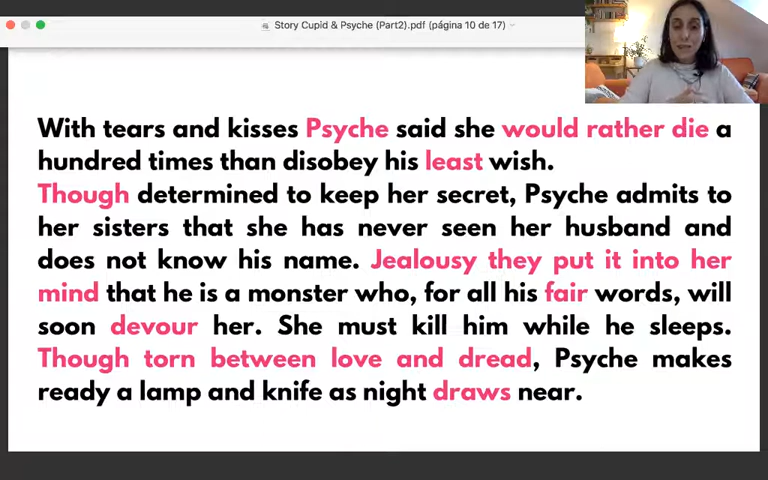 Story Cupid & Psyche (Part2).pdf (página 10 de 17)
With tears and kisses Psyche said she would rather die a
hundred times than disobey his least wish.
Though determined to keep her secret, Psyche admits to
her sisters that she has never seen her husband and
does not know his name. Jealousy they put it into her
mind that he is a monster who, for all his fair words, will
soon devour her. She must kill him while he sleeps.
Though torn between love and dread, Psyche makes
ready a lamp and knife as night draws near.